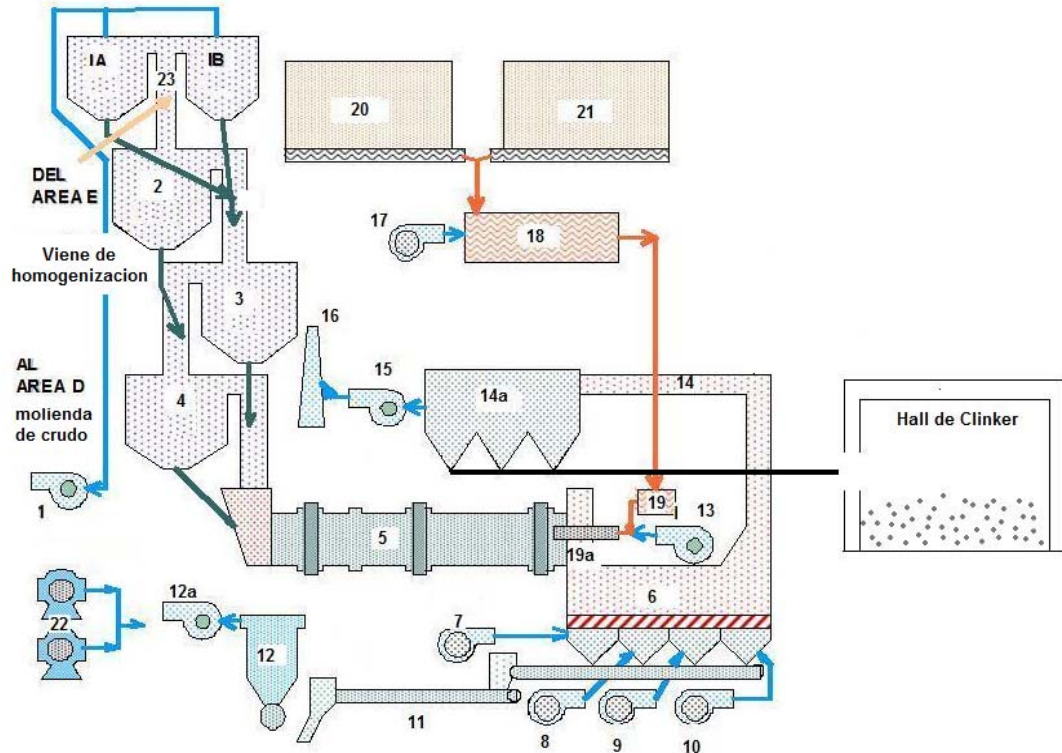 IA
IB
23
20
21
DEL
AREA E
2
17
18
Viene de
homogenizacion
3
16
15
14
14a
AL
AREA D
4
molienda
de crudo
Hall de Clinker
1
5
19
13
19a
6
12a
7
22
12
11
8
9
10